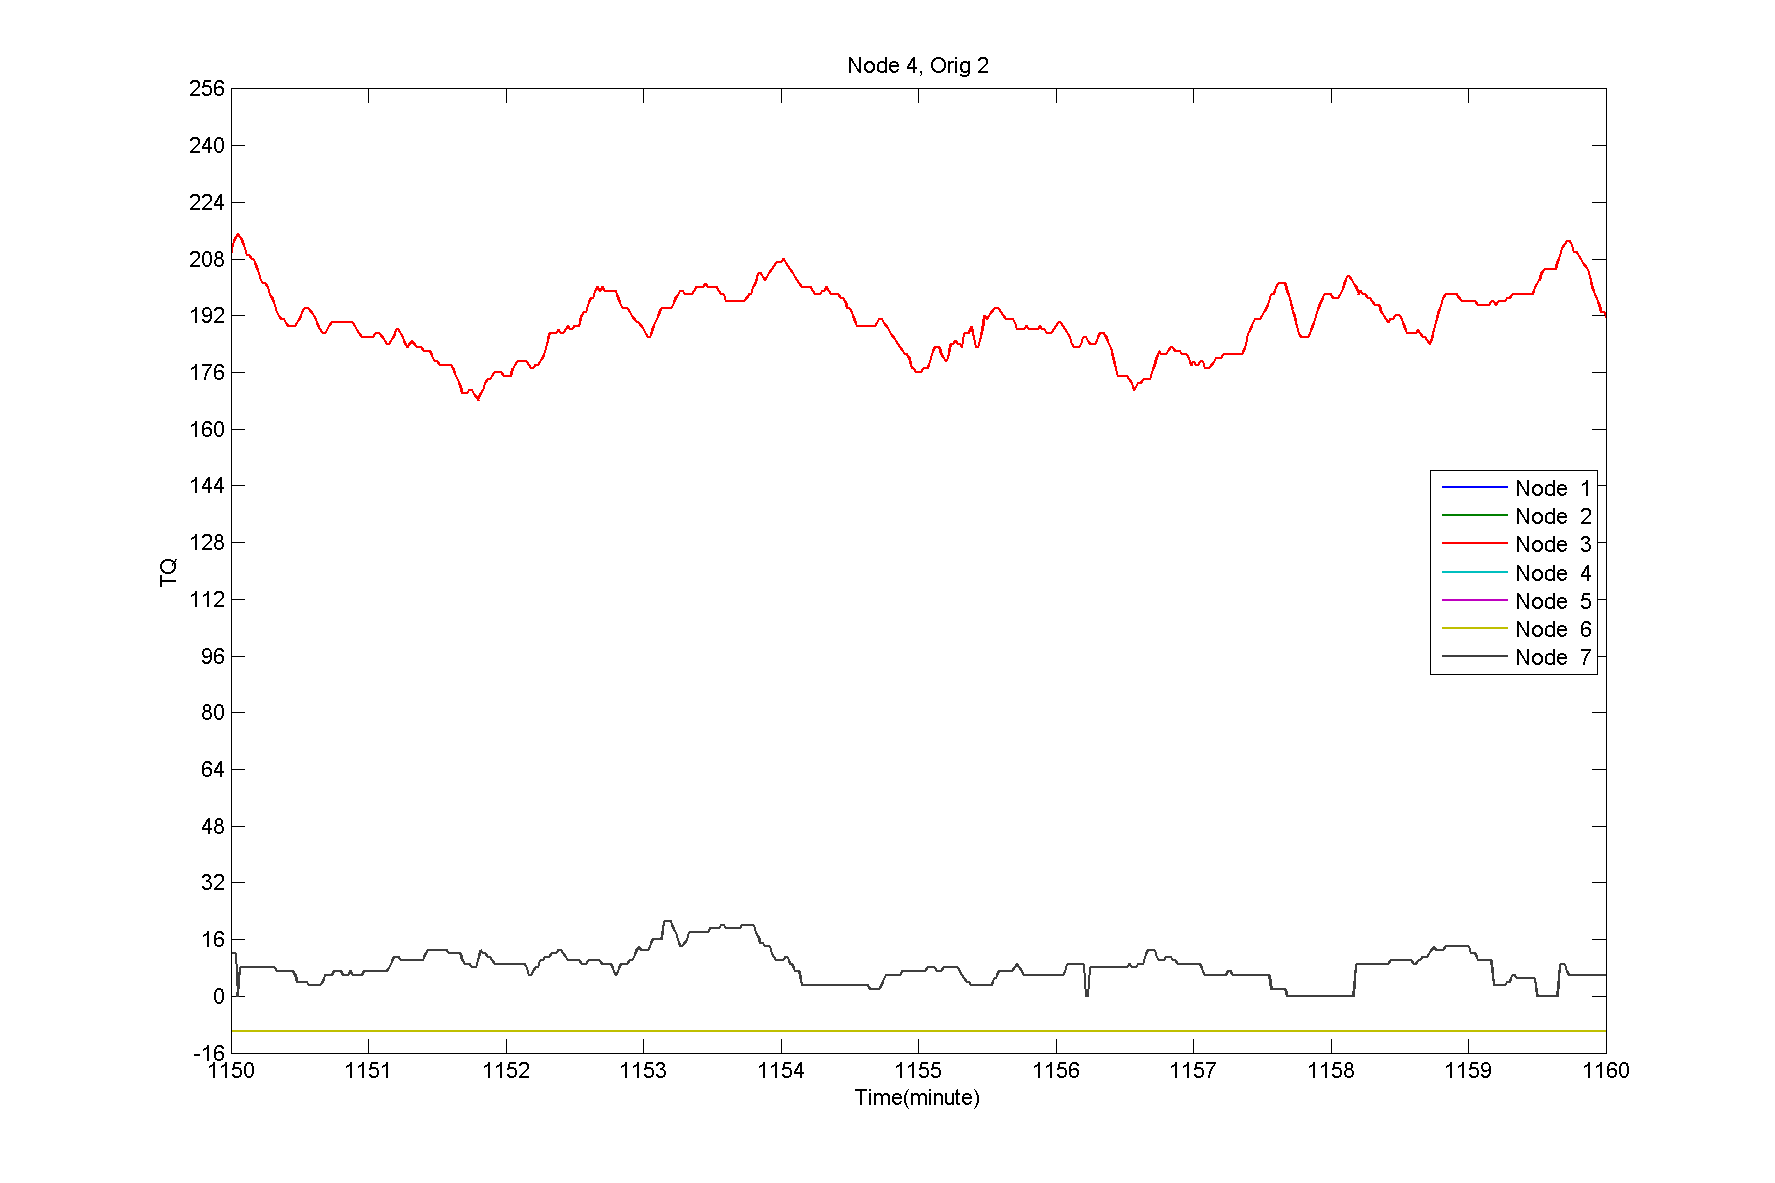 Node 4, Orig 2
256
240
224
208
192
176
160
144
128
112
96
80
64
48
32
16
0
-16
TQ
Node 1
Node 2
Node 3
Node 4
Node 5
Node 6
Node 7
1150 1151 1152 1153 1154 1155 1156 1157 1158 1159 1160
Time(minute)